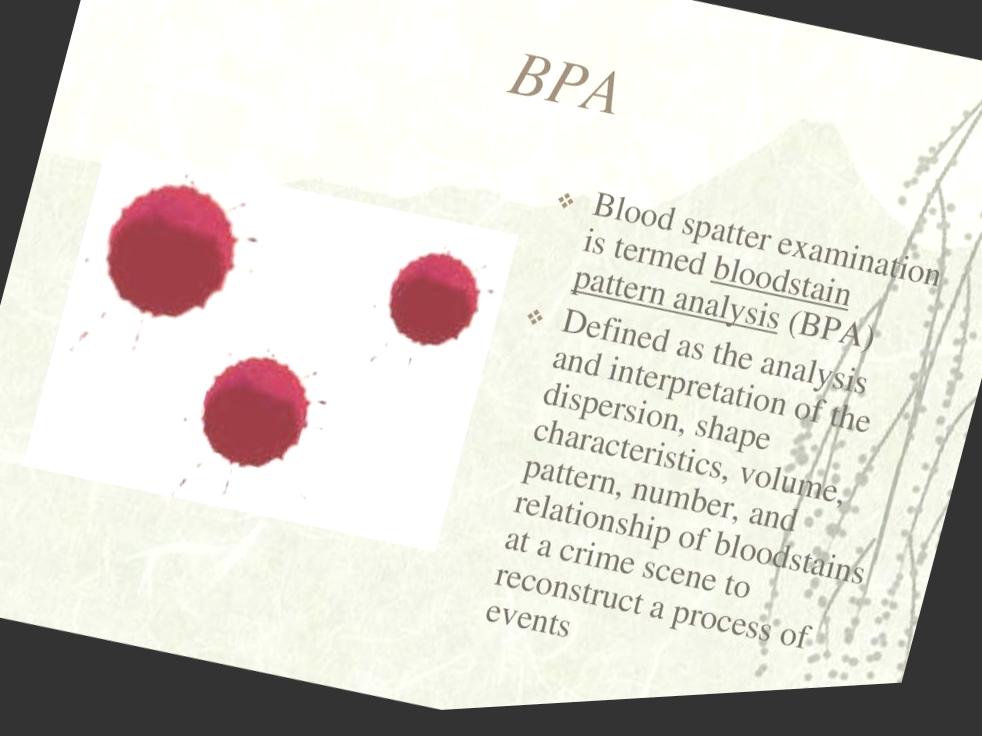 BPA
Blood spatter examination
is termed bloodstain
pattern analysis (BPA)
Defined as the analysis
and interpretation of the
dispersion, shape
characteristics, volume,
pattern, number, and
relationship of bloodstains
at a crime scene to
reconstruct a process of
events